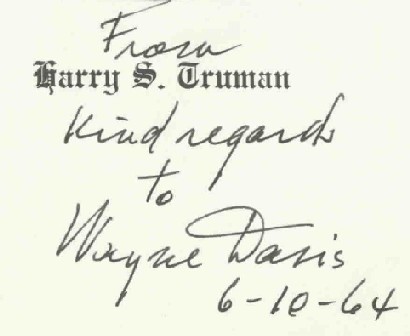 From
Harry S. Truman
Kind regards
to
Wayne Davis
6-10-64